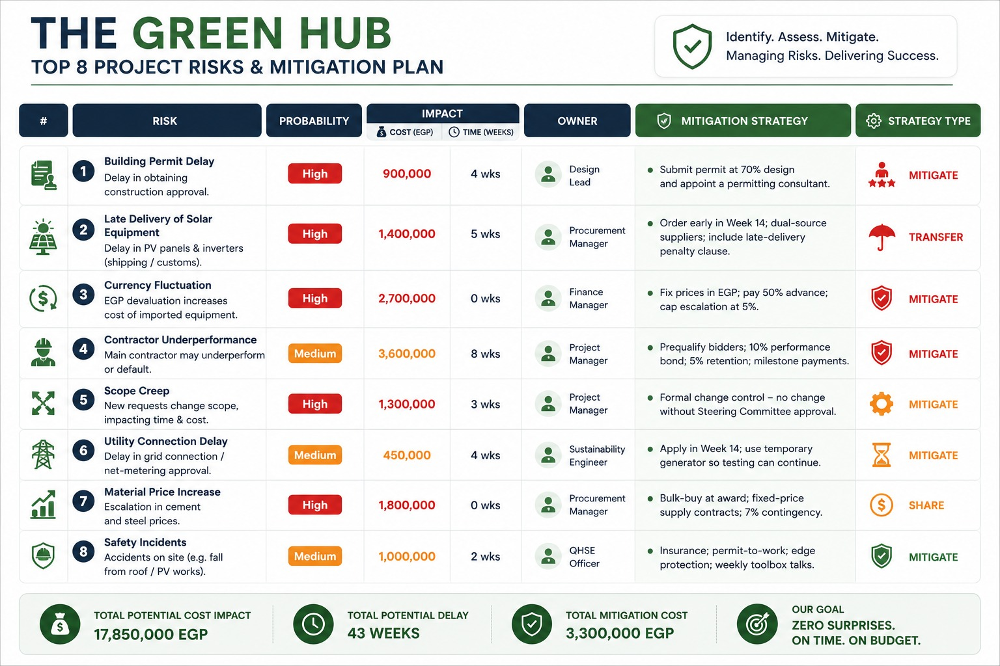 THE GREEN HUB
TOP 8 PROJECT RISKS & MITIGATION PLAN
Identify. Assess. Mitigate.
Managing Risks. Delivering Success.
#
RISK
PROBABILITY
IMPACT
COST (EGP)
TIME (WEEKS)
OWNER
MITIGATION STRATEGY
STRATEGY TYPE
1
Building Permit Delay
Delay in obtaining
construction approval.
High
900,000
4 wks
Design
Lead
• Submit permit at 70% design
and appoint a permitting consultant.
MITIGATE
2
Late Delivery of Solar
Equipment
Delay in PV panels & inverters
(shipping / customs).
High
1,400,000
5 wks
Procurement
Manager
• Order early in Week 14; dual-source
suppliers; include late-delivery
penalty clause.
TRANSFER
3
Currency Fluctuation
EGP devaluation increases
cost of imported equipment.
High
2,700,000
0 wks
Finance
Manager
• Fix prices in EGP; pay 50% advance;
cap escalation at 5%.
MITIGATE
4
Contractor Underperformance
Main contractor may underperform
or default.
Medium
3,600,000
8 wks
Project
Manager
• Prequalify bidders; 10% performance
bond; 5% retention; milestone payments.
MITIGATE
5
Scope Creep
New requests change scope,
impacting time & cost.
High
1,300,000
3 wks
Project
Manager
• Formal change control – no change
without Steering Committee approval.
MITIGATE
6
Utility Connection Delay
Delay in grid connection /
net-metering approval.
Medium
450,000
4 wks
Sustainability
Engineer
• Apply in Week 14; use temporary
generator so testing can continue.
MITIGATE
7
Material Price Increase
Escalation in cement
and steel prices.
High
1,800,000
0 wks
Procurement
Manager
• Bulk-buy at award; fixed-price
supply contracts; 7% contingency.
SHARE
8
Safety Incidents
Accidents on site (e.g. fall
from roof / PV works).
Medium
1,000,000
2 wks
QHSE
Officer
• Insurance; permit-to-work; edge
protection; weekly toolbox talks.
MITIGATE
TOTAL POTENTIAL COST IMPACT
17,850,000 EGP
TOTAL POTENTIAL DELAY
43 WEEKS
TOTAL MITIGATION COST
3,300,000 EGP
OUR GOAL
ZERO SURPRISES.
ON TIME. ON BUDGET.